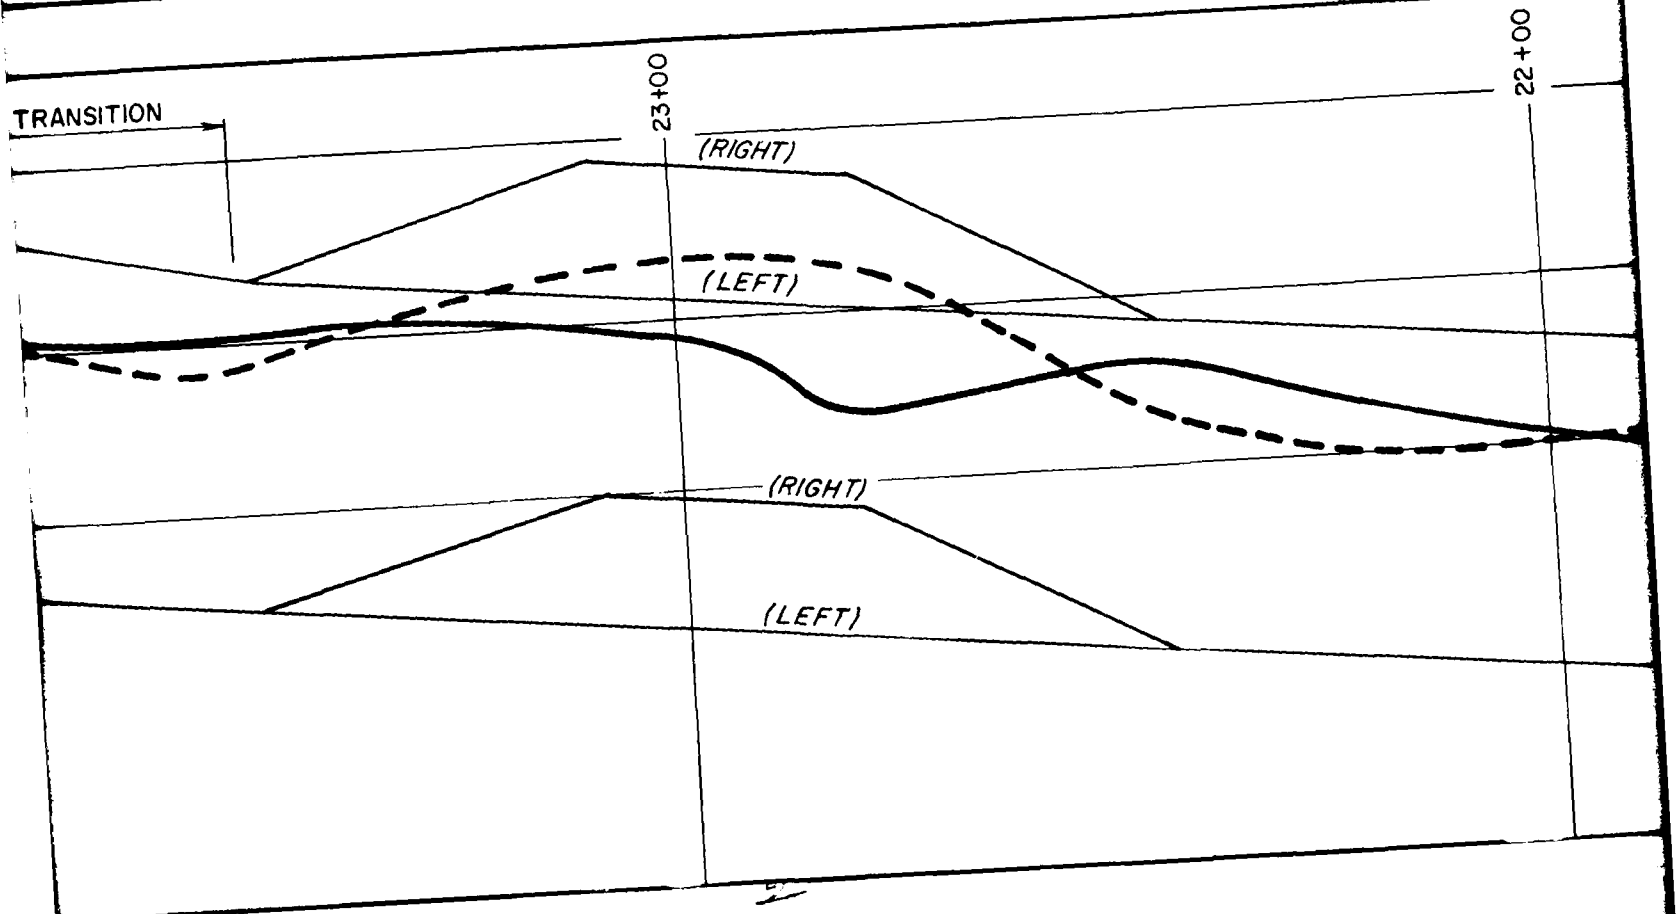 22+00
23+00
TRANSITION
(RIGHT)
(LEFT)
(RIGHT)
(LEFT)